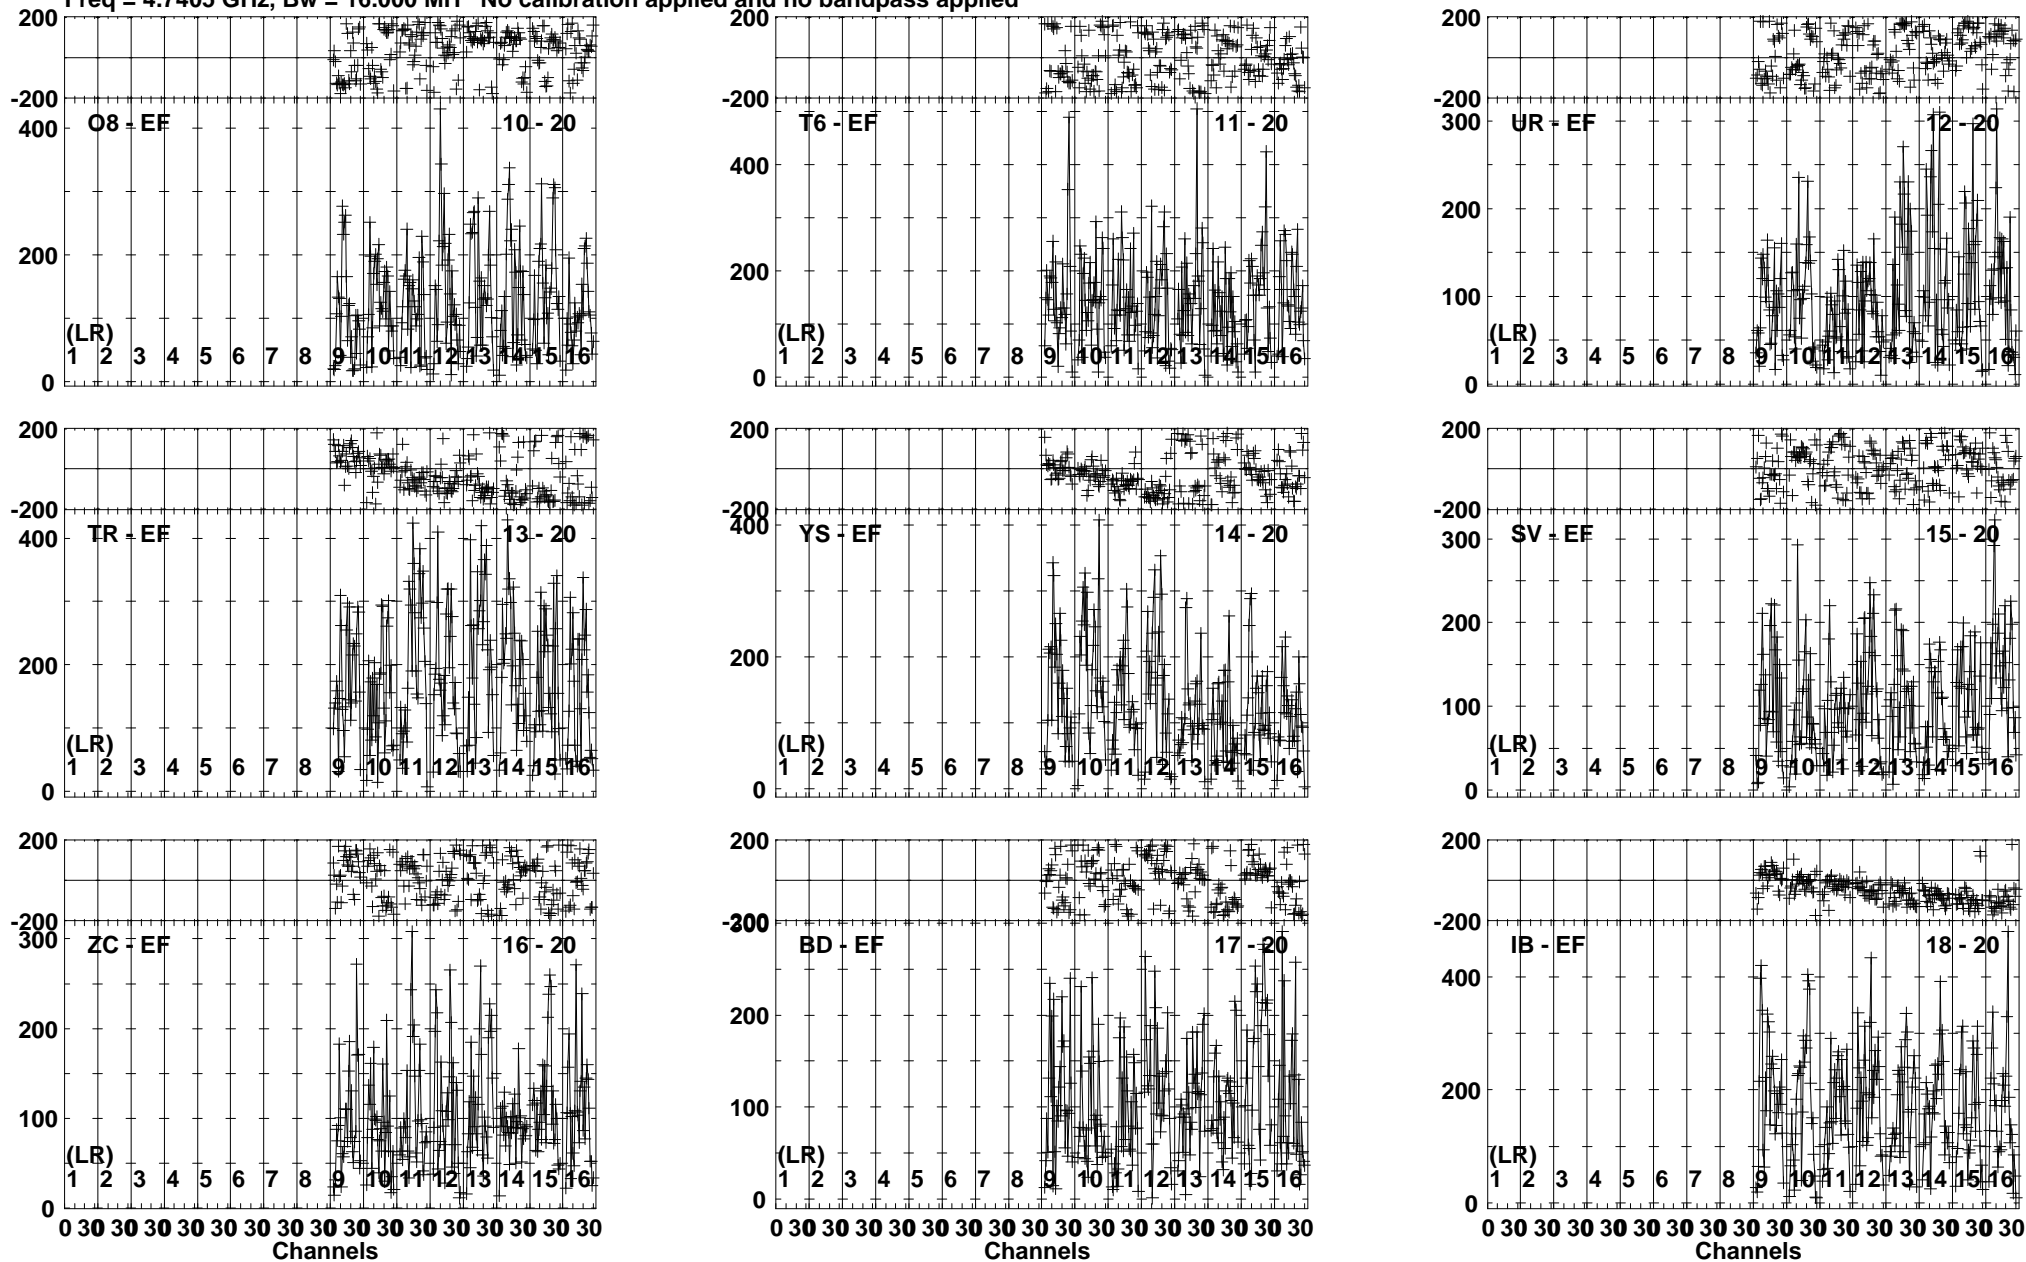 Freq = 4.7405 GHz, Bw = 16.000 MH No calibration applied and no bandpass applied
200 200 200
-200 -200 -200
O8 - EF 10 - 20 T6 - EF 11 - 20 UR - EF 12 - 20
400 400 300
200 200 200
100
(LR) (LR) (LR)
1 2 3 4 5 6 7 8 9 10 11 12 13 14 15 16 1 2 3 4 5 6 7 8 9 10 11 12 13 14 15 16 1 2 3 4 5 6 7 8 9 10 11 12 13 14 15 16
0 0 0
200 200 200
-200 -200 -200
TR - EF 13 - 20 YS - EF 14 - 20 SV - EF 15 - 20
400 400 300
200 200 200
100
(LR) (LR) (LR)
1 2 3 4 5 6 7 8 9 10 11 12 13 14 15 16 1 2 3 4 5 6 7 8 9 10 11 12 13 14 15 16 1 2 3 4 5 6 7 8 9 10 11 12 13 14 15 16
0 0 0
200 200 200
-200 -200 -200
300 300
ZC - EF 16 - 20 BD - EF 17 - 20 IB - EF 18 - 20
400
200 200 200
100 100
(LR) (LR) (LR)
1 2 3 4 5 6 7 8 9 10 11 12 13 14 15 16 1 2 3 4 5 6 7 8 9 10 11 12 13 14 15 16 1 2 3 4 5 6 7 8 9 10 11 12 13 14 15 16
0 0 0
0 30 30 30 30 30 30 30 30 30 30 30 30 30 30 30 30 0 30 30 30 30 30 30 30 30 30 30 30 30 30 30 30 30 0 30 30 30 30 30 30 30 30 30 30 30 30 30 30 30 30
Channels Channels Channels